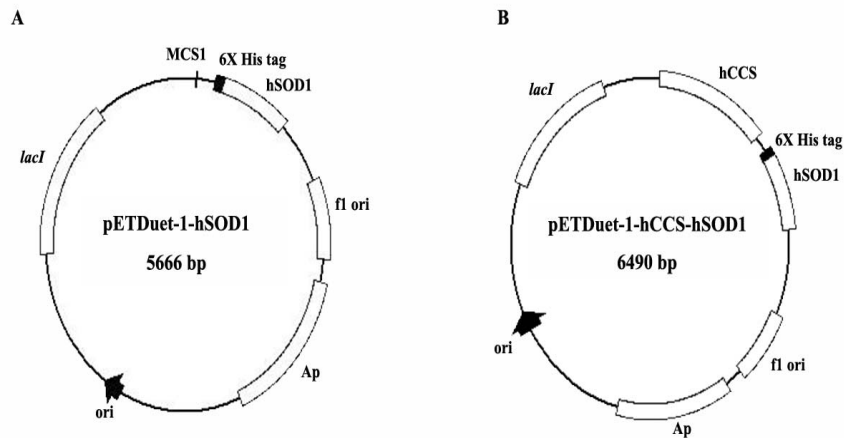 A
MCS1
6X His tag
hSOD1
lacI
f1 ori
pETDuet-1-hSOD1
5666 bp
Ap
ori
B
hCCS
lacI
6X His tag
hSOD1
pETDuet-1-hCCS-hSOD1
6490 bp
ori
f1 ori
Ap